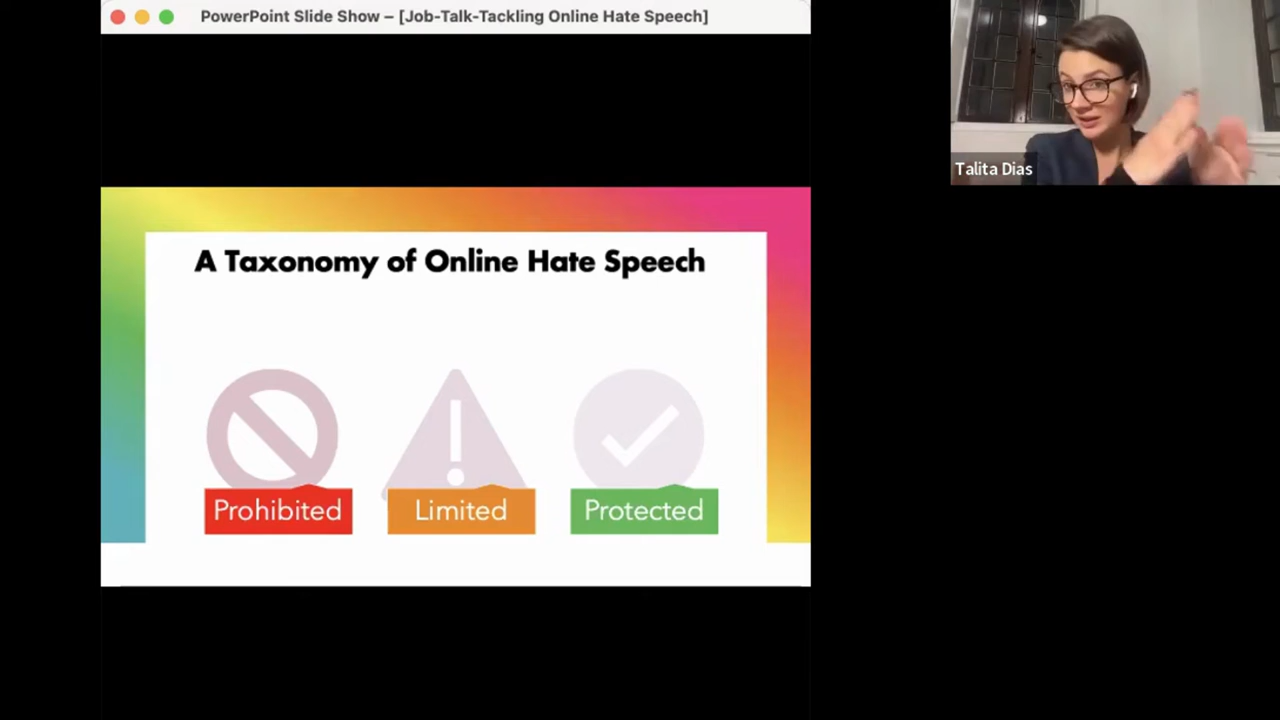 PowerPoint Slide Show – [Job-Talk-Tackling Online Hate Speech]
Talita Dias
A Taxonomy of Online Hate Speech
Prohibited
Limited
Protected